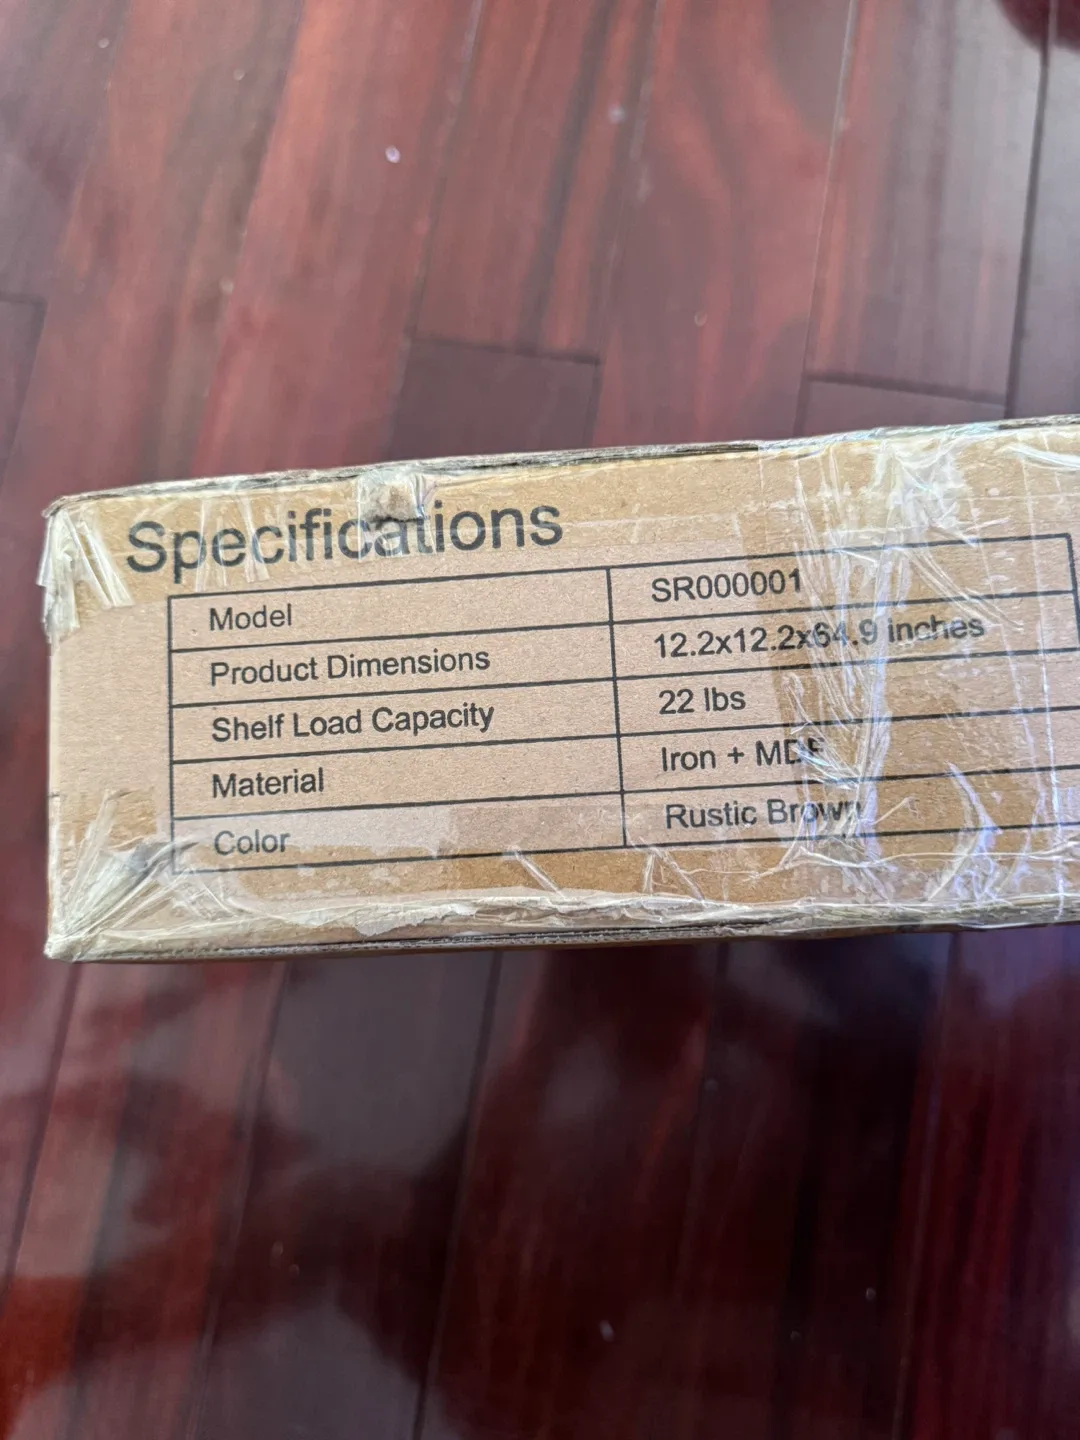 Specifications
Model SR000001
Product Dimensions 12.2x12.2x64.9 inches
Shelf Load Capacity 22 lbs
Material Iron + MDF
Color Rustic Brown